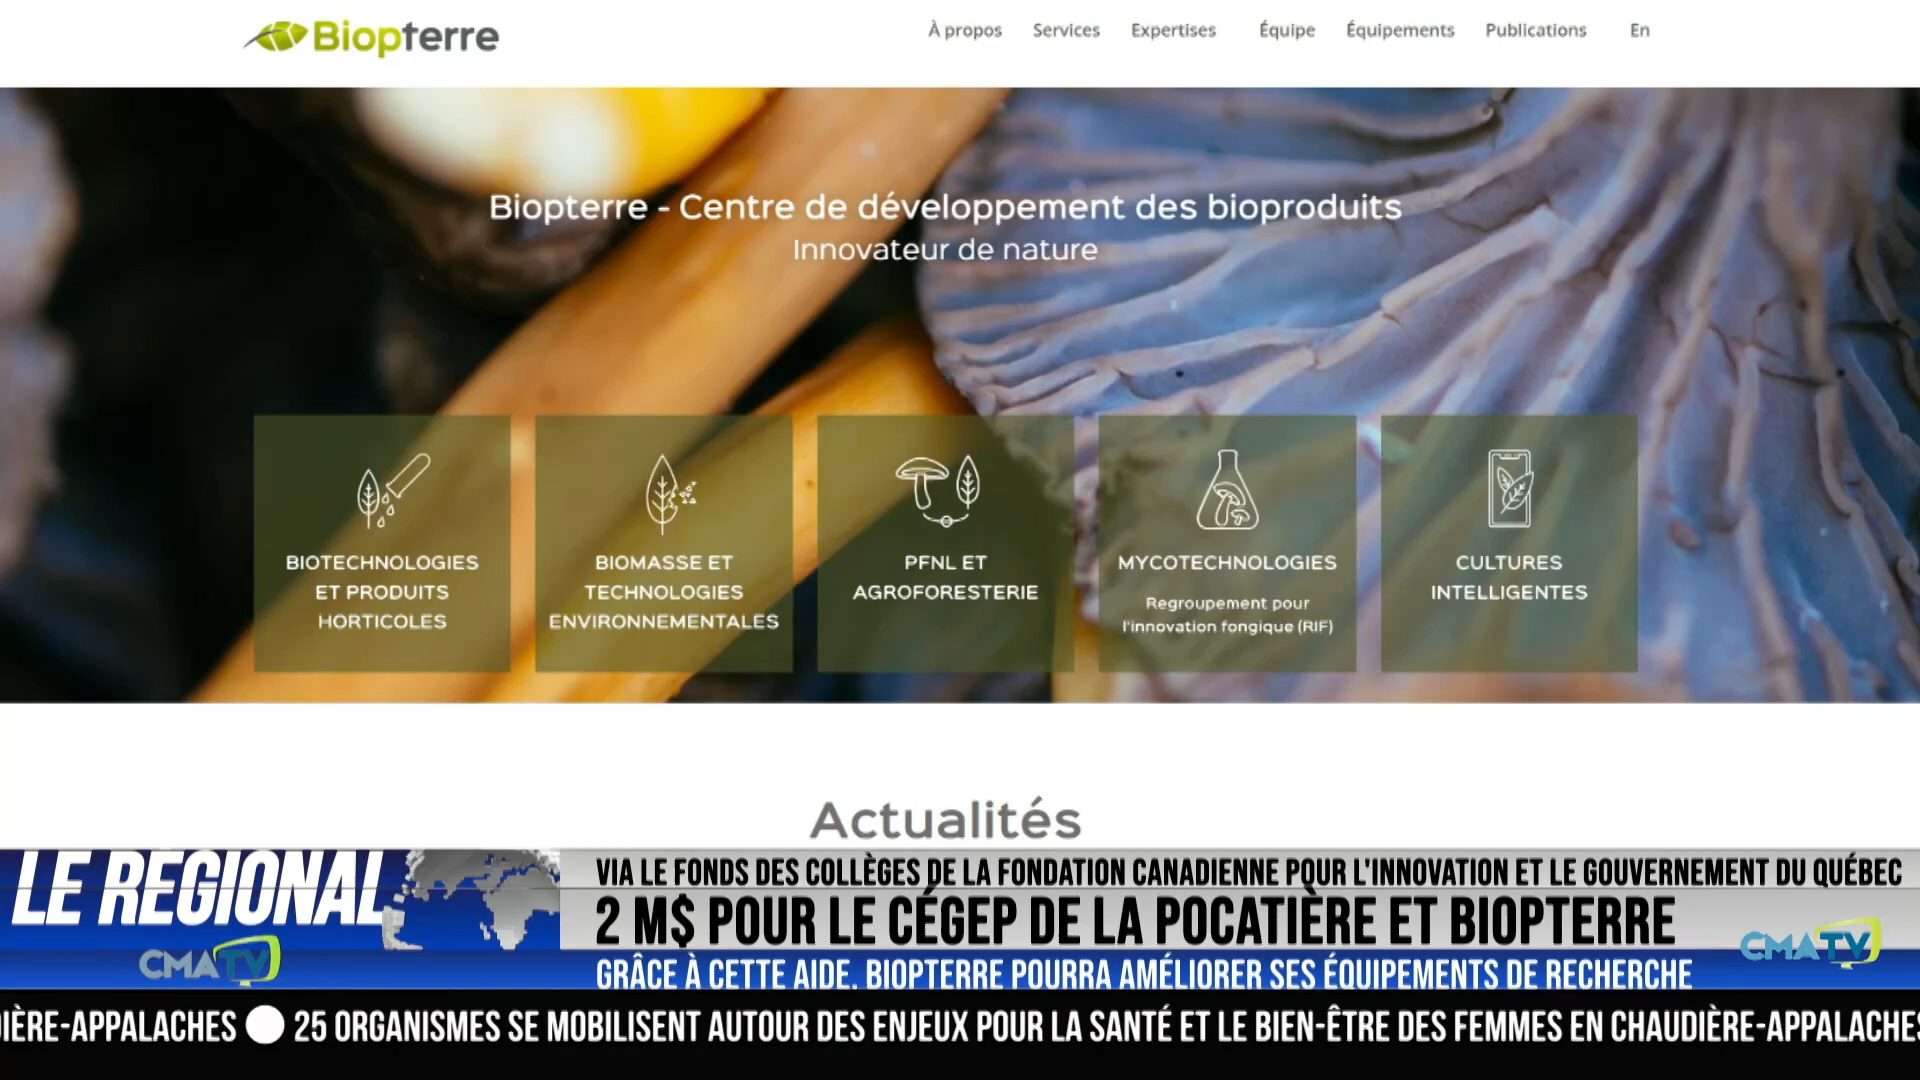 Biopterre
À propos Services Expertises Équipe Équipements Publications En
Biopterre - Centre de développement des bioproduits
Innovateur de nature
BIOTECHNOLOGIES
ET PRODUITS
HORTICOLES
BIOMASSE ET
TECHNOLOGIES
ENVIRONNEMENTALES
PFNL ET
AGROFORESTERIE
MYCOTECHNOLOGIES
Regroupement pour
l'innovation fongique (RIF)
CULTURES
INTELLIGENTES
Actualités
LE RÉGIONAL
CMATV
VIA LE FONDS DES COLLÈGES DE LA FONDATION CANADIENNE POUR L'INNOVATION ET LE GOUVERNEMENT DU QUÉBEC
2 M$ POUR LE CÉGEP DE LA POCATIÈRE ET BIOPTERRE
CMATV
GRÂCE À CETTE AIDE, BIOPTERRE POURRA AMÉLIORER SES ÉQUIPEMENTS DE RECHERCHE
DIÈRE-APPALACHES 25 ORGANISMES SE MOBILISENT AUTOUR DES ENJEUX POUR LA SANTÉ ET LE BIEN-ÊTRE DES FEMMES EN CHAUDIÈRE-APPALACHES